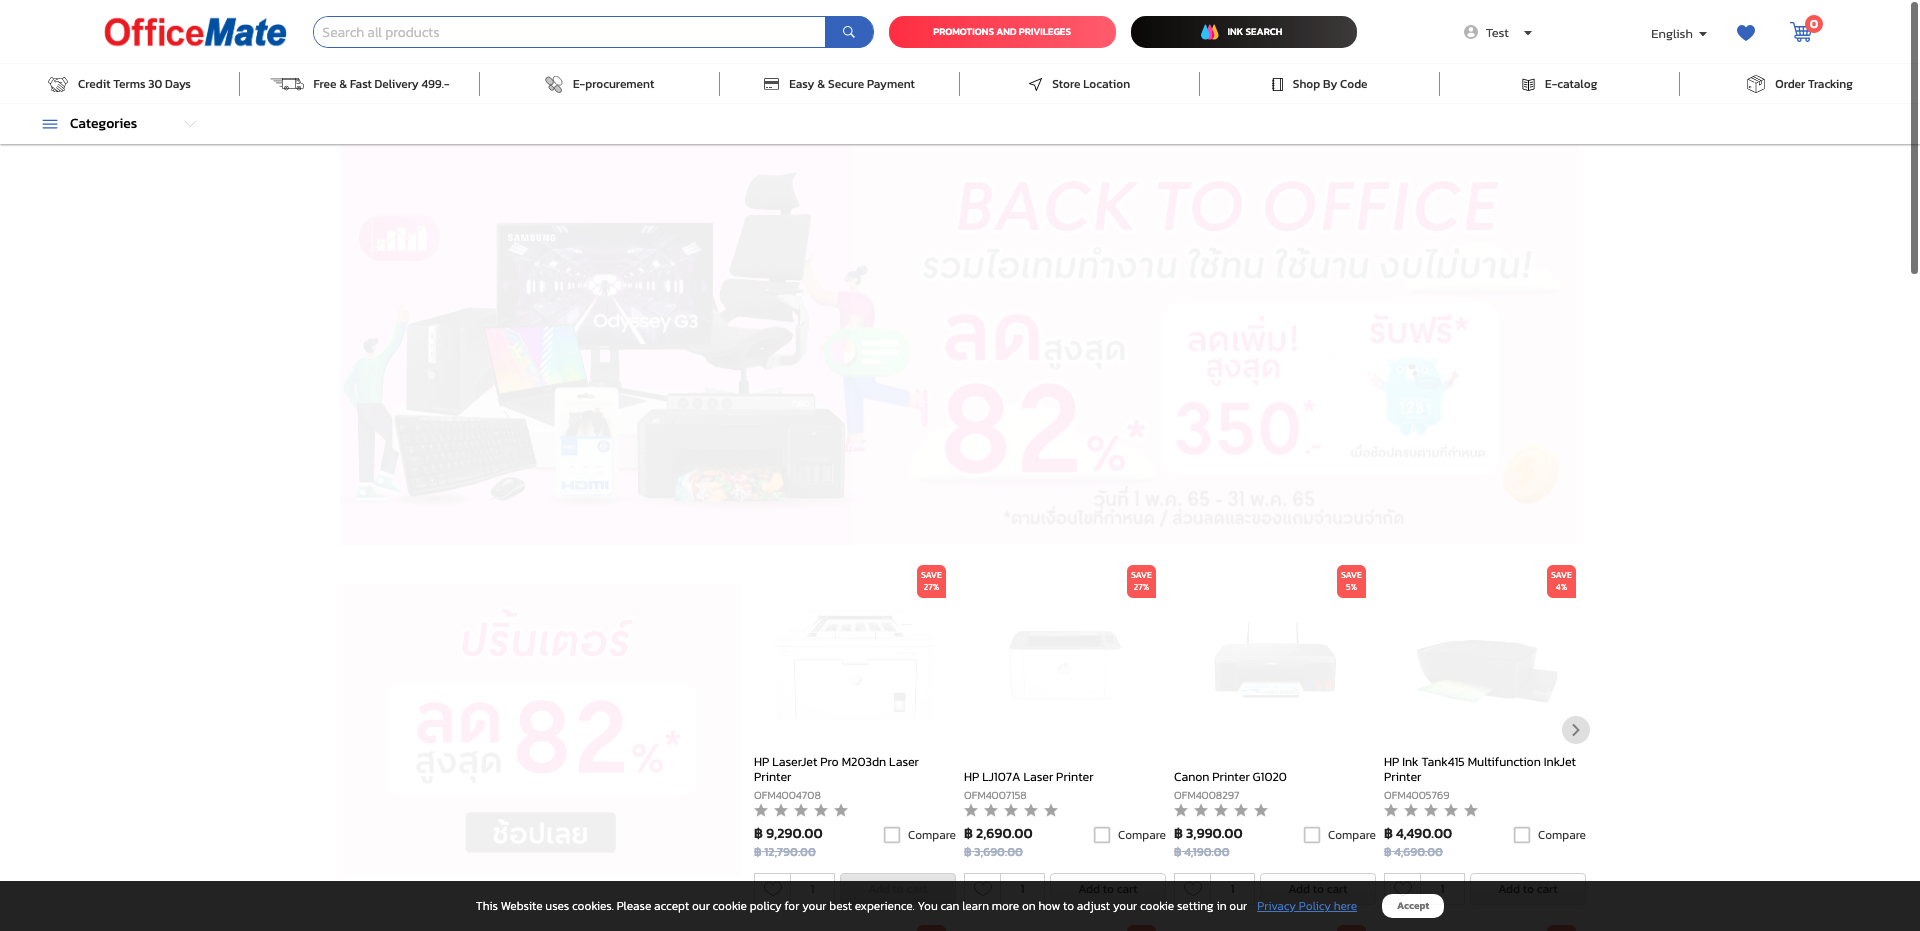 OfficeMate
Search all products
PROMOTIONS AND PRIVILEGES
INK SEARCH
Test
English
0
Credit Terms 30 Days
Free & Fast Delivery 499.-
E-procurement
Easy & Secure Payment
Store Location
Shop By Code
E-catalog
Order Tracking
Categories
SAMSUNG
Odyssey G3
HDMI
BACK TO OFFICE
รวมไอเทมทำงาน ใช้ทน ใช้นาน งบไม่บาน!
ลดสูงสุด
82%*
ลดเพิ่ม!
สูงสุด
350.-*
รับฟรี*
เมื่อช้อปครบตามที่กำหนด
วันที่ 1 พ.ค. 65 - 31 พ.ค. 65
*ตามเงื่อนไขที่กำหนด / ส่วนลดและของแถมจำนวนจำกัด
ปริ้นเตอร์
ลด
สูงสุด
82%*
ช้อปเลย
SAVE
27%
HP LaserJet Pro M203dn Laser
Printer
OFM4004708
฿ 9,290.00
Compare
฿ 12,790.00
1
Add to cart
SAVE
27%
HP LJ107A Laser Printer
OFM4007158
฿ 2,690.00
Compare
฿ 3,690.00
1
Add to cart
SAVE
5%
Canon Printer G1020
OFM4008297
฿ 3,990.00
Compare
฿ 4,190.00
1
Add to cart
SAVE
4%
HP Ink Tank415 Multifunction InkJet
Printer
OFM4005769
฿ 4,490.00
Compare
฿ 4,690.00
1
Add to cart
This Website uses cookies. Please accept our cookie policy for your best experience. You can learn more on how to adjust your cookie setting in our Privacy Policy here
Accept